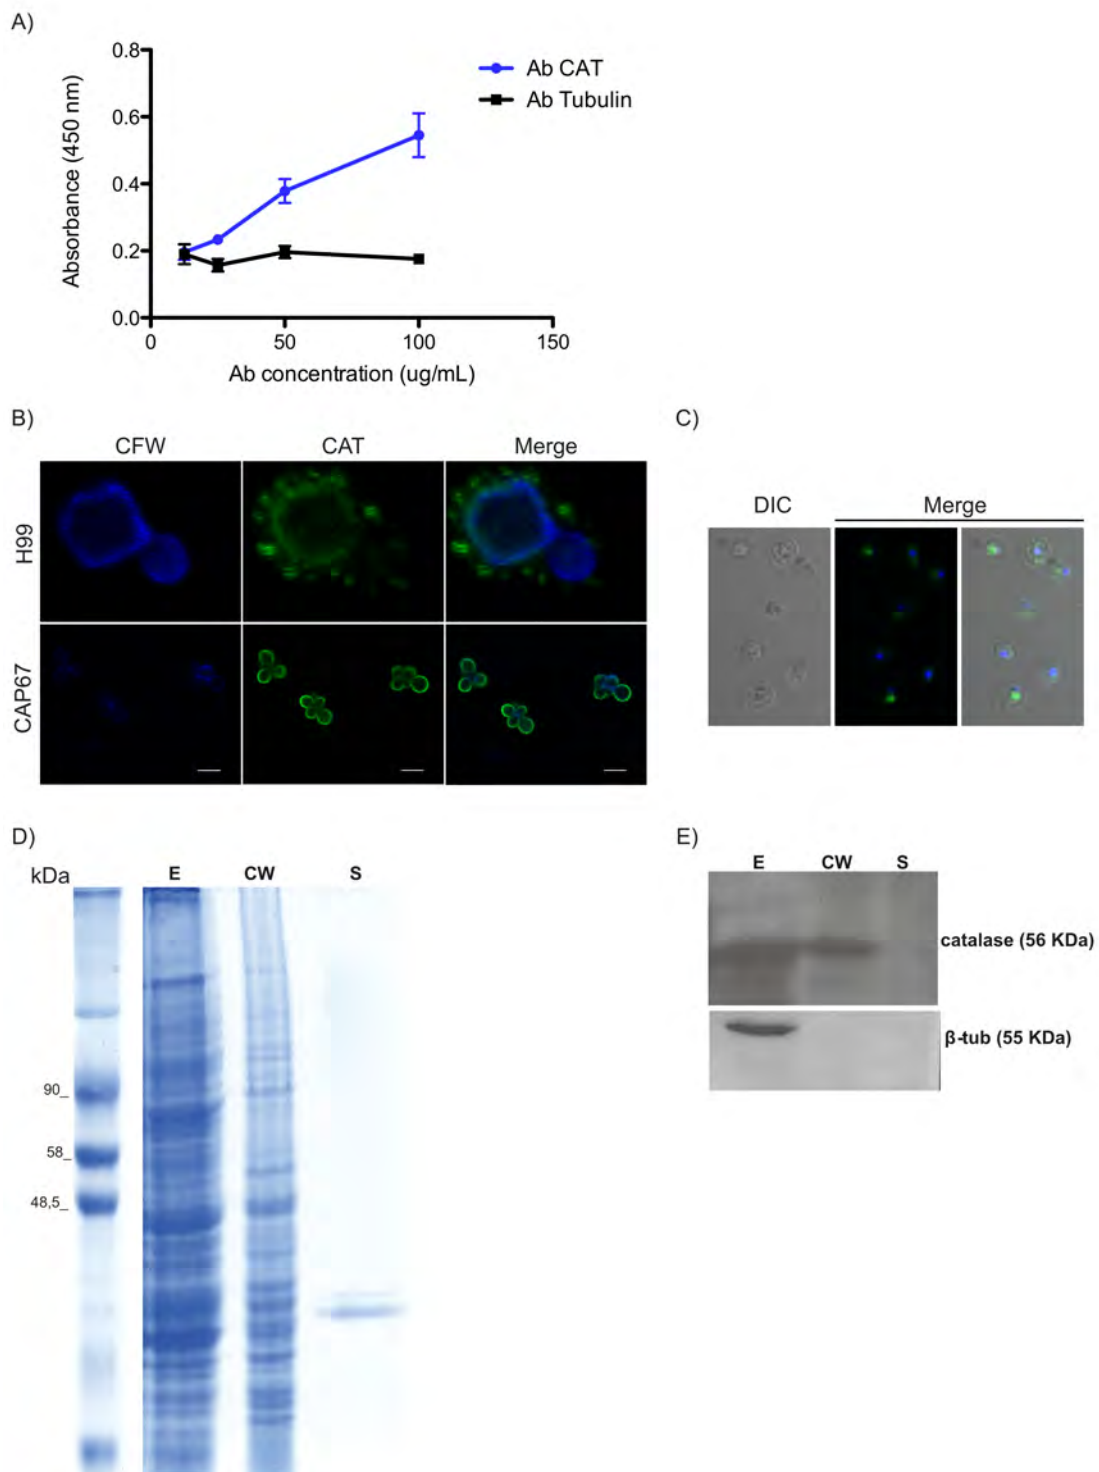 A)
0.8
0.6
0.4
0.2
0.0
Absorbance (450 nm)
0 50 100 150
Ab concentration (ug/mL)
Ab CAT
Ab Tubulin
B)
CFW CAT Merge
H99
CAP67
C)
DIC Merge
D)
kDa E CW S
90_
58_
48,5_
E)
E CW S
catalase (56 KDa)
β-tub (55 KDa)